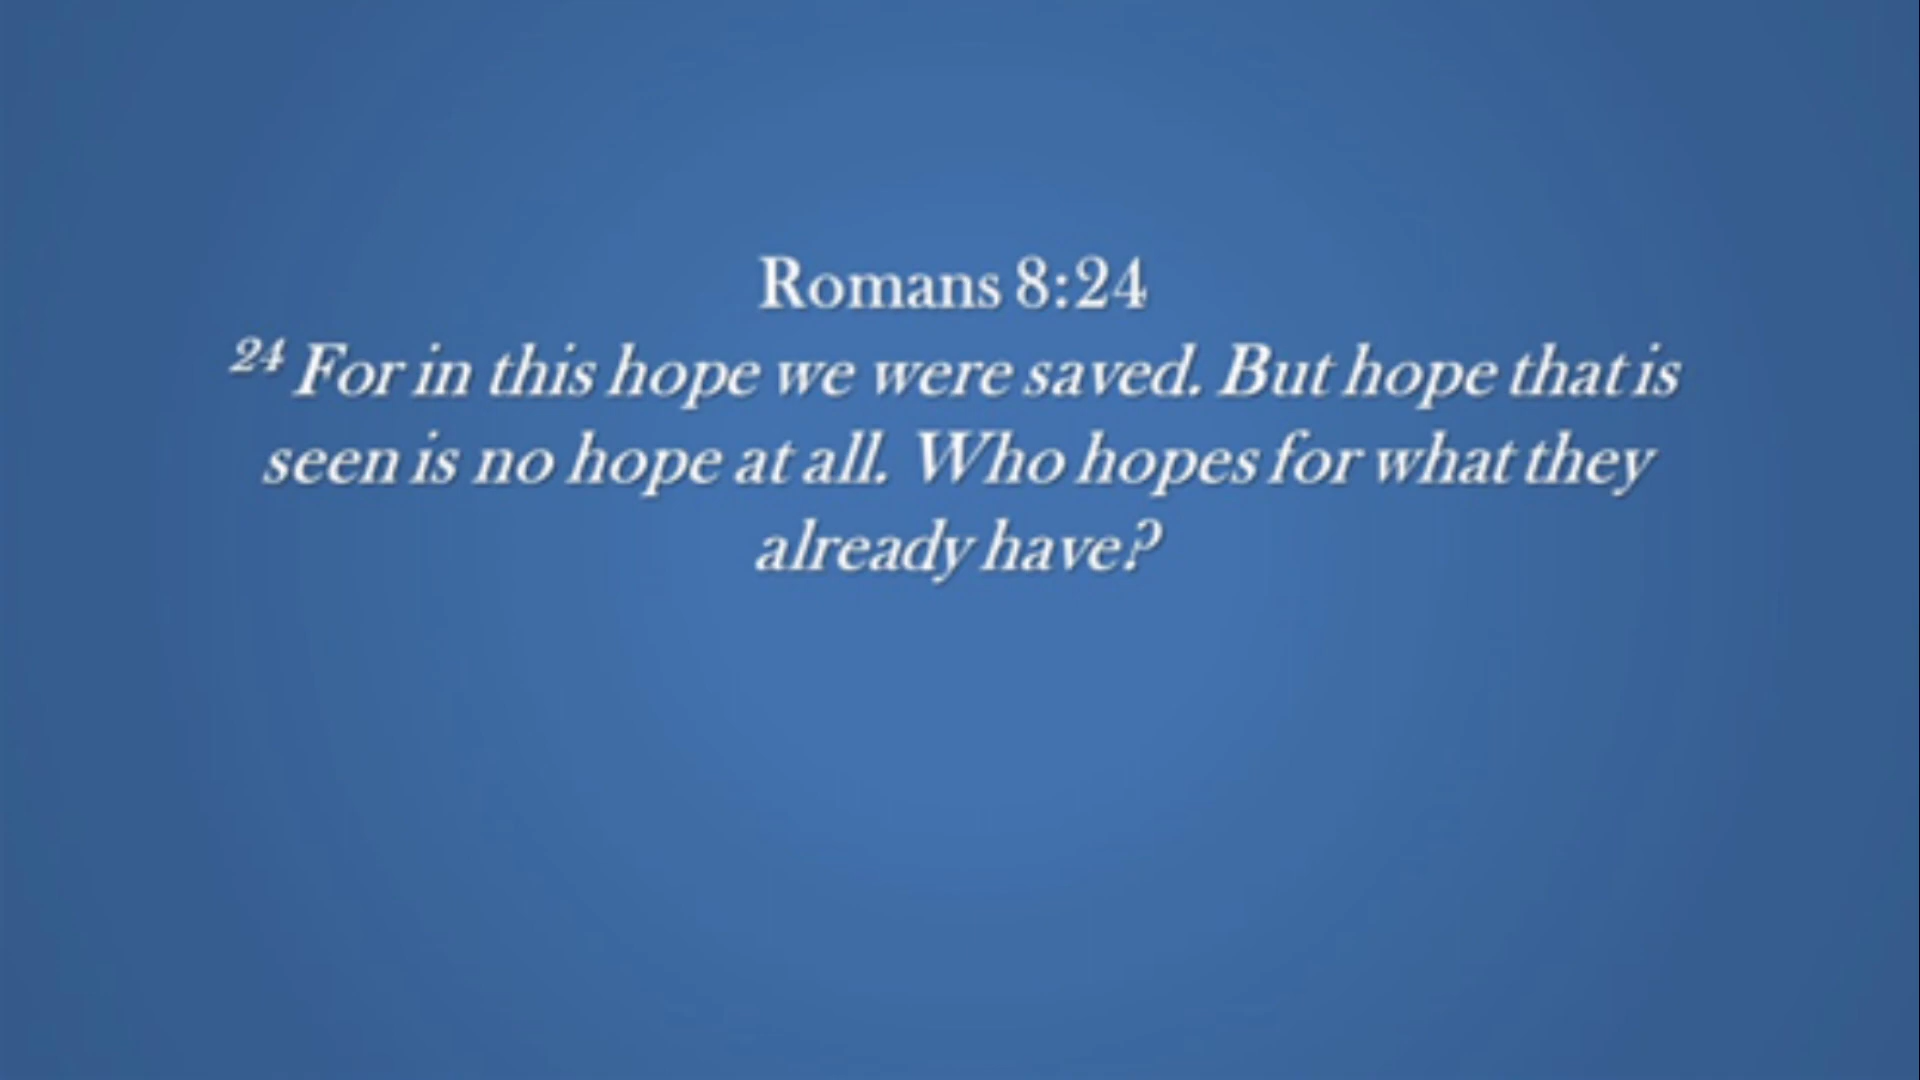 Romans 8:24
24 For in this hope we were saved. But hope that is
seen is no hope at all. Who hopes for what they
already have?